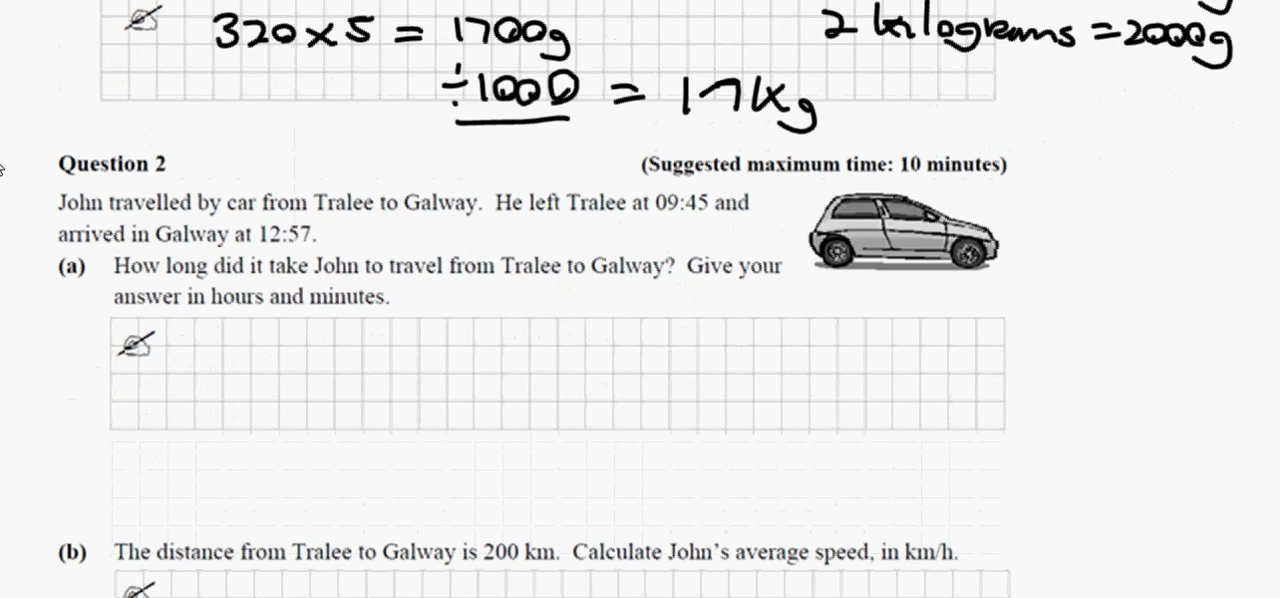 320 x 5 = 1700g
2 kilograms = 2000g
÷1000 = 17kg
Question 2 (Suggested maximum time: 10 minutes)
John travelled by car from Tralee to Galway. He left Tralee at 09:45 and
arrived in Galway at 12:57.
(a) How long did it take John to travel from Tralee to Galway? Give your
answer in hours and minutes.
(b) The distance from Tralee to Galway is 200 km. Calculate John's average speed, in km/h.